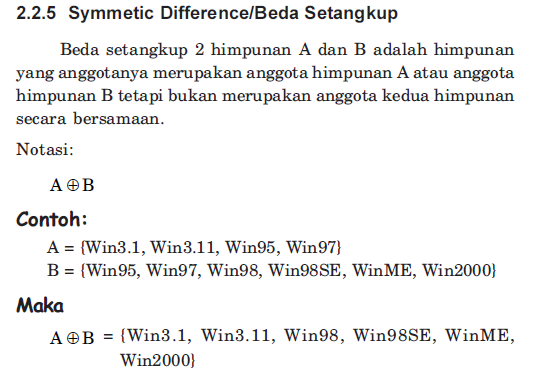 2.2.5 Symmetic Difference/Beda Setangkup
Beda setangkup 2 himpunan A dan B adalah himpunan
yang anggotanya merupakan anggota himpunan A atau anggota
himpunan B tetapi bukan merupakan anggota kedua himpunan
secara bersamaan.
Notasi:
A ⊕ B
Contoh:
A = {Win3.1, Win3.11, Win95, Win97}
B = {Win95, Win97, Win98, Win98SE, WinME, Win2000}
Maka
A ⊕ B = {Win3.1, Win3.11, Win98, Win98SE, WinME,
Win2000}